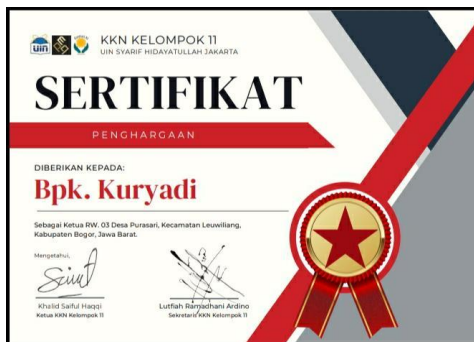 uin
KKN KELOMPOK 11
UIN SYARIF HIDAYATULLAH JAKARTA
SERTIFIKAT
PENGHARGAAN
DIBERIKAN KEPADA:
Bpk. Kuryadi
Sebagai Ketua RW. 03 Desa Purasari, Kecamatan Leuwiliang,
Kabupaten Bogor, Jawa Barat.
Mengetahui,
Khalid Saiful Haqqi
Ketua KKN Kelompok 11
Lutfiah Ramadhani Ardino
Sekretaris KKN Kelompok 11